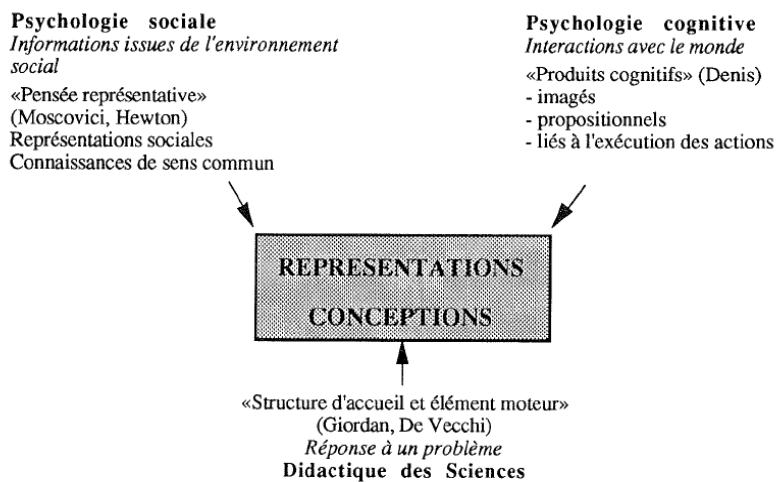 Psychologie sociale
Informations issues de l'environnement
social
«Pensée représentative»
(Moscovici, Hewton)
Représentations sociales
Connaissances de sens commun
Psychologie cognitive
Interactions avec le monde
«Produits cognitifs» (Denis)
- imagés
- propositionnels
- liés à l'exécution des actions
REPRESENTATIONS
CONCEPTIONS
«Structure d'accueil et élément moteur»
(Giordan, De Vecchi)
Réponse à un problème
Didactique des Sciences